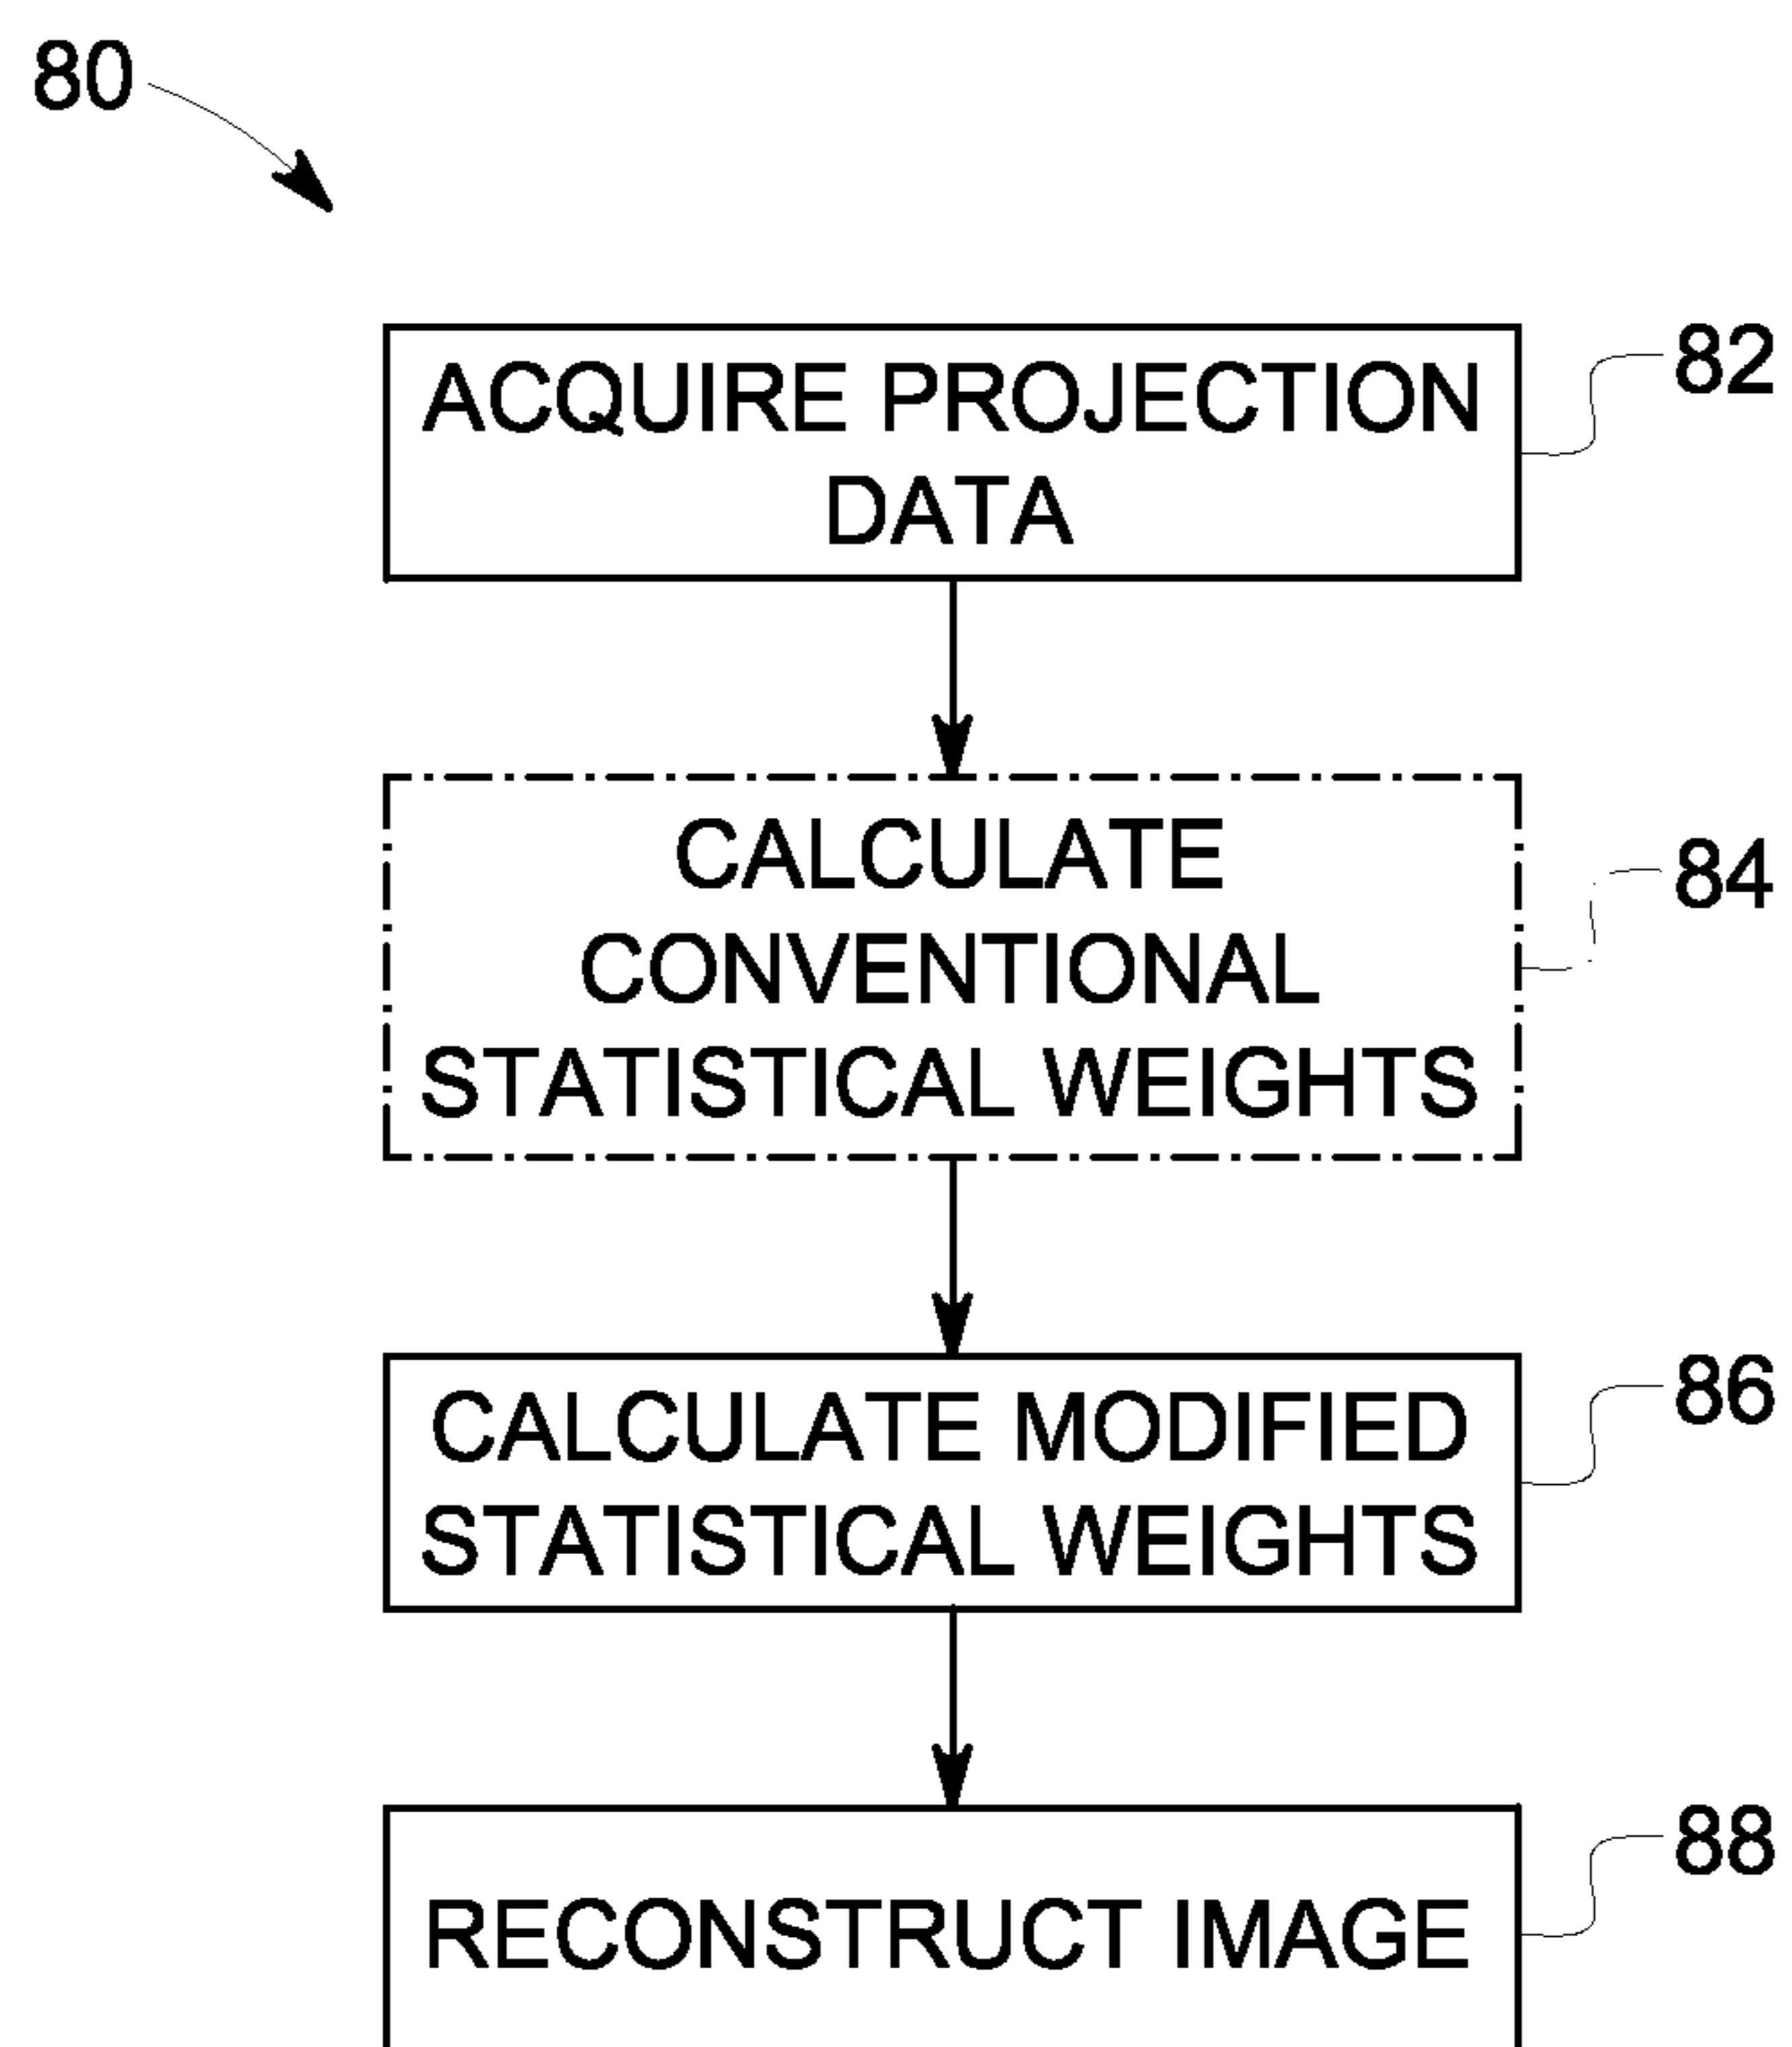 80
ACQUIRE PROJECTION
DATA
82
CALCULATE
CONVENTIONAL
STATISTICAL WEIGHTS
84
CALCULATE MODIFIED
STATISTICAL WEIGHTS
86
RECONSTRUCT IMAGE
88